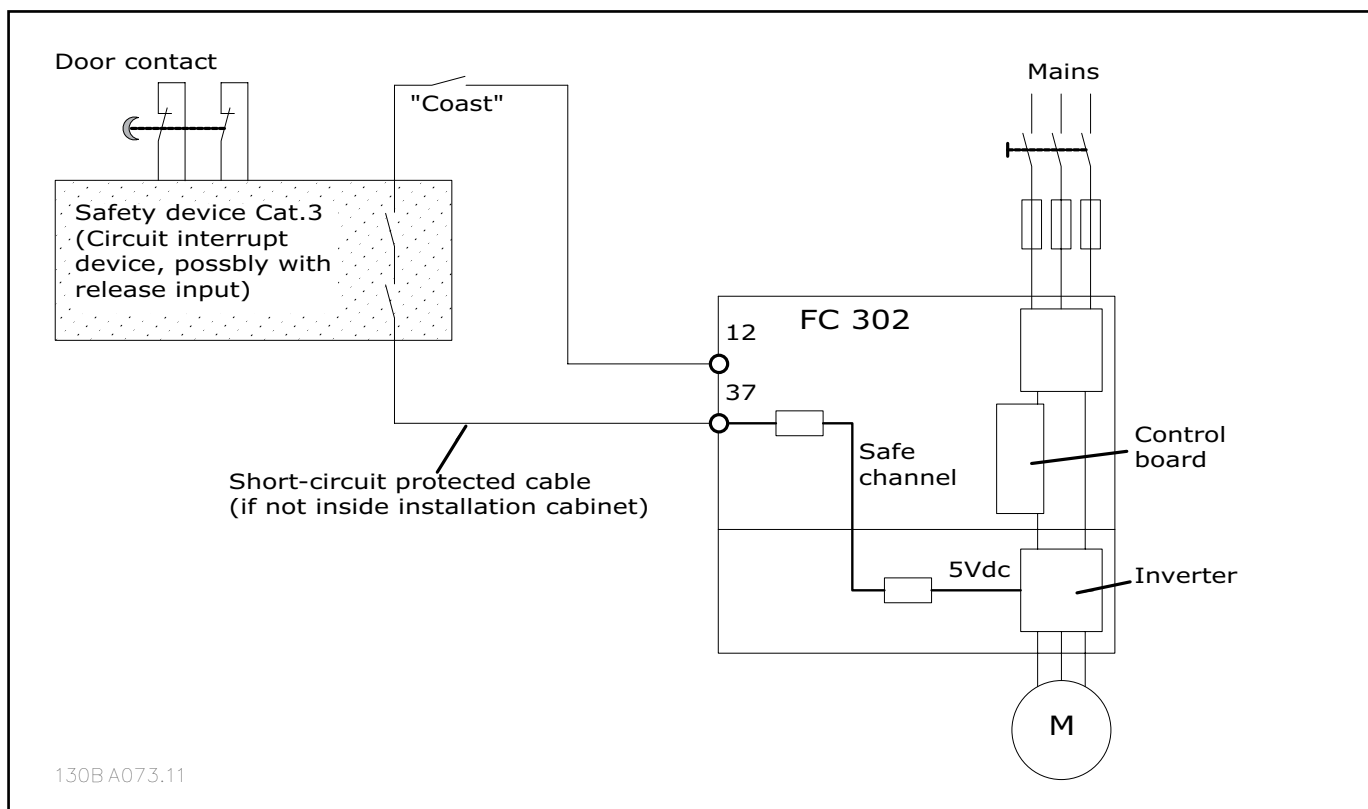 Door contact
"Coast"
Mains
Safety device Cat.3
(Circuit interrupt
device, possbly with
release input)
12
FC 302
37
Safe
channel
Control
board
Short-circuit protected cable
(if not inside installation cabinet)
5Vdc
Inverter
M
130BA073.11